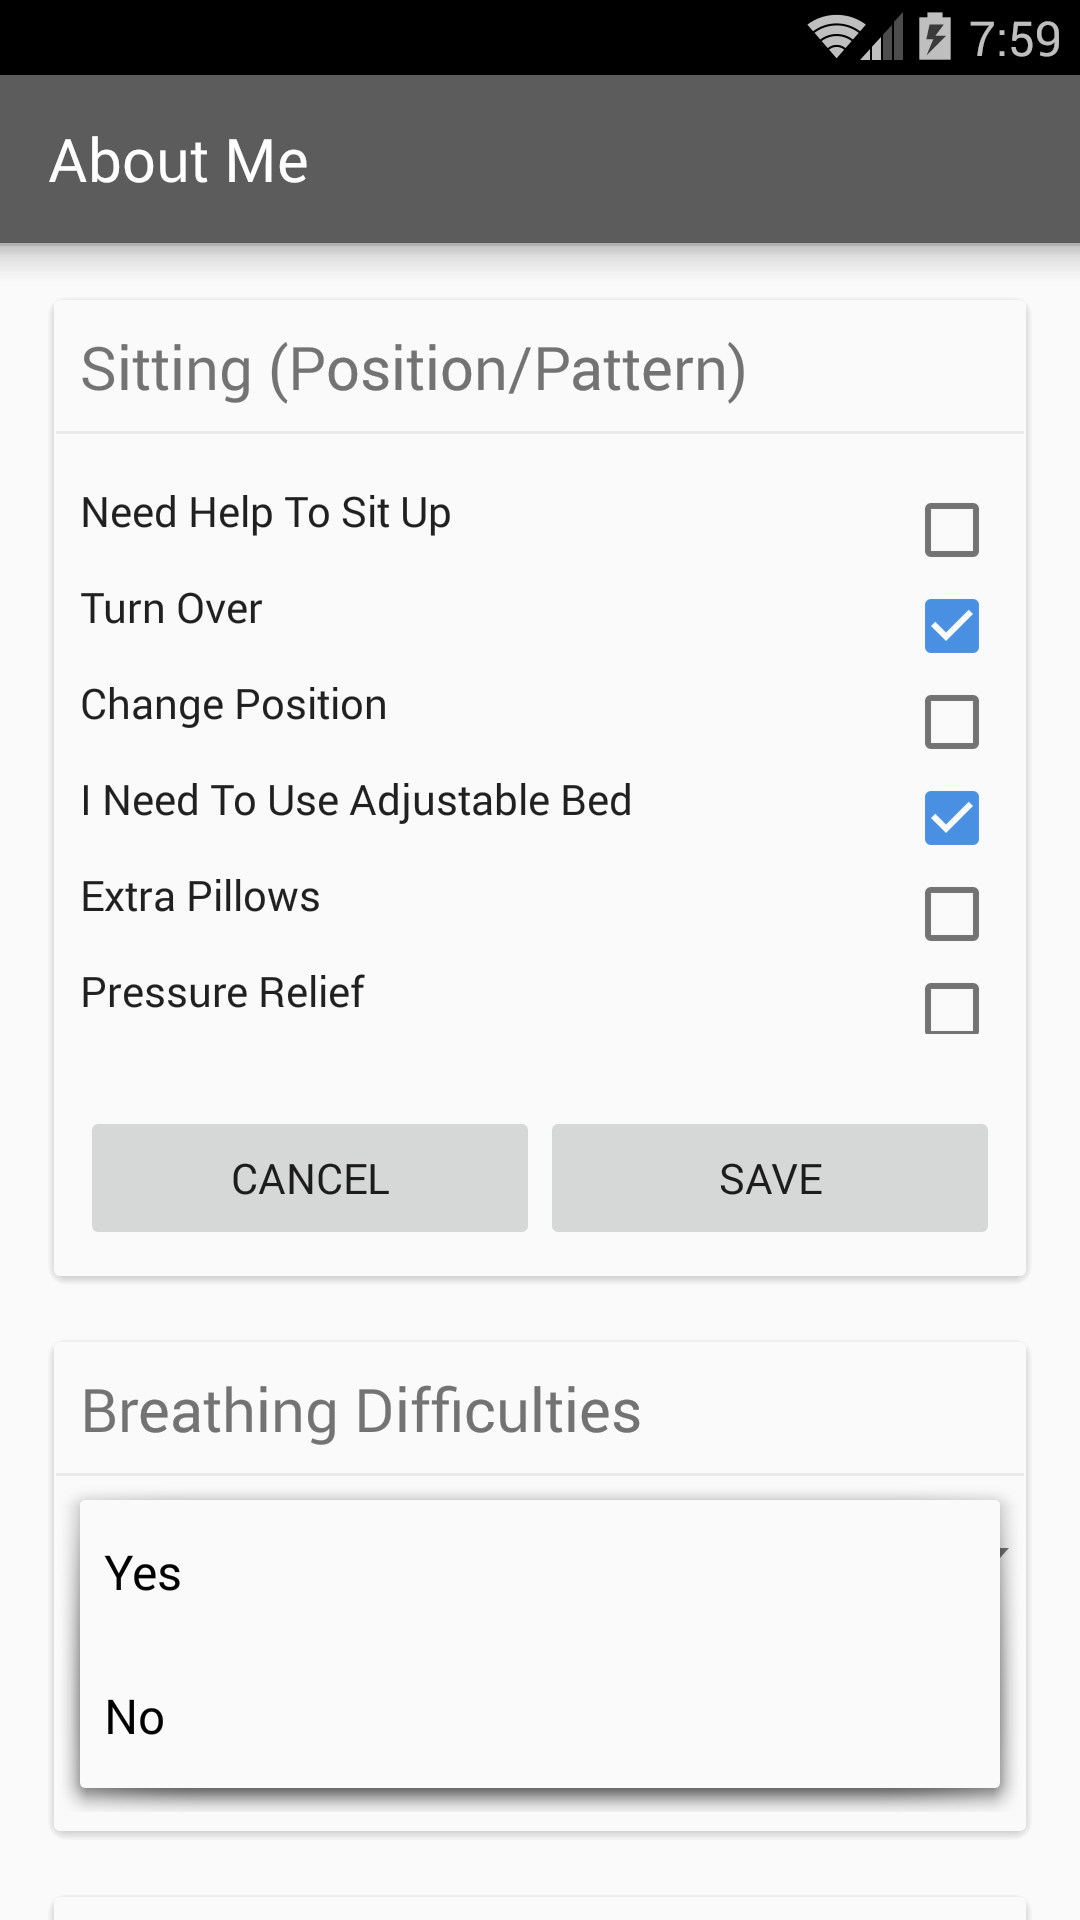 7:59
About Me
Sitting (Position/Pattern)
Need Help To Sit Up
Turn Over
Change Position
I Need To Use Adjustable Bed
Extra Pillows
Pressure Relief
CANCEL SAVE
Breathing Difficulties
Yes
No